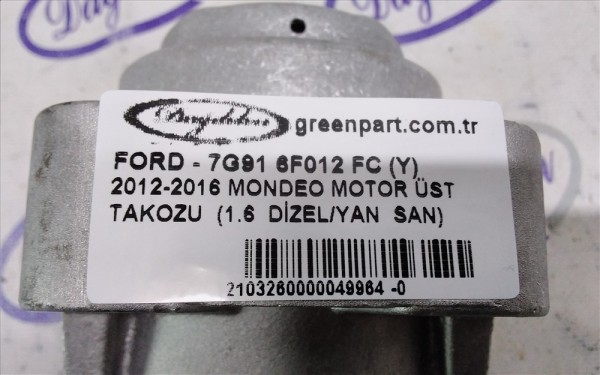 greenpart.com.tr
FORD - 7G91 6F012 FC (Y)
2012-2016 MONDEO MOTOR ÜST
TAKOZU (1.6 DİZEL/YAN SAN)
2103260000049964 -0